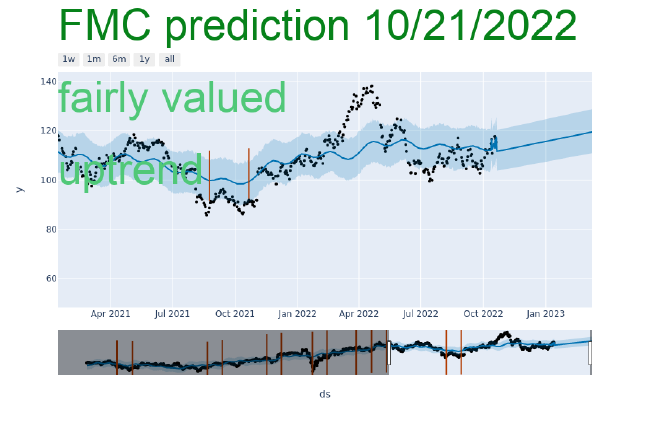 FMC prediction 10/21/2022
1w 1m 6m 1y all
fairly valued
uptrend
140
120
100
80
60
y
Apr 2021 Jul 2021 Oct 2021 Jan 2022 Apr 2022 Jul 2022 Oct 2022 Jan 2023
ds